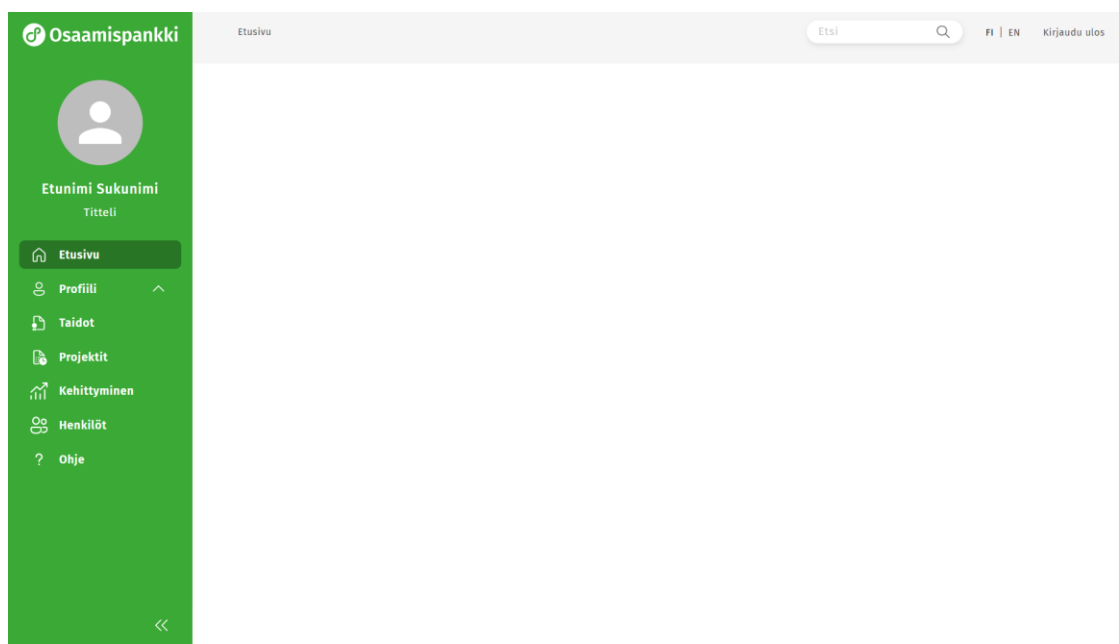 Osaamispankki
Etunimi Sukunimi
Titteli
Etusivu
Profiili
Taidot
Projektit
Kehittyminen
Henkilöt
? Ohje
Etusivu
Etsi
FI | EN
Kirjaudu ulos